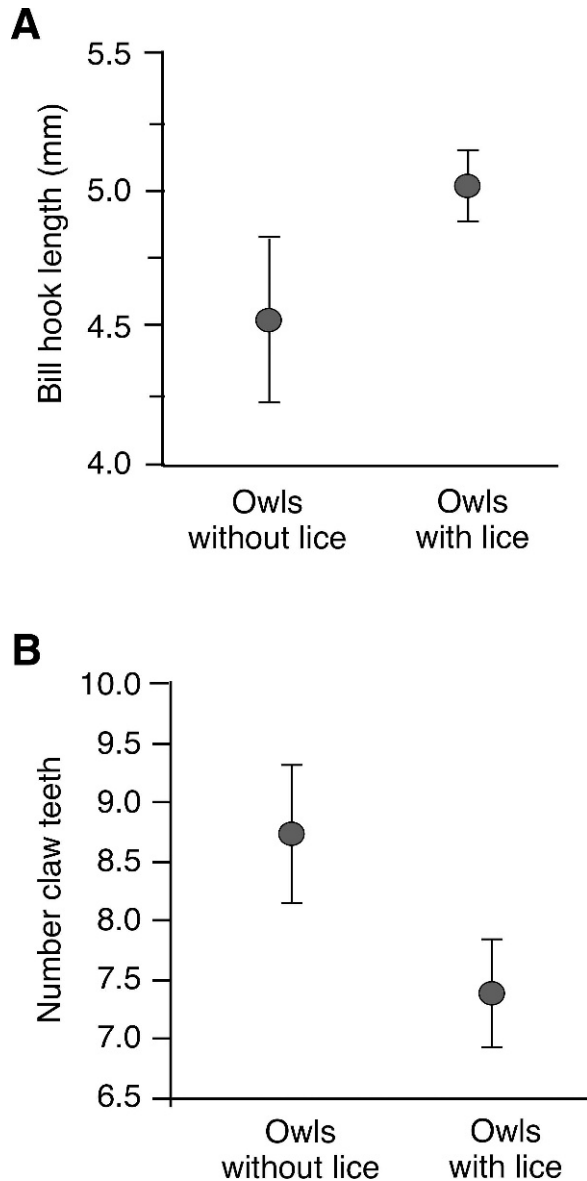 A
Bill hook length (mm)
5.5
5.0
4.5
4.0
Owls
without lice
Owls
with lice
B
Number claw teeth
10.0
9.5
9.0
8.5
8.0
7.5
7.0
6.5
Owls
without lice
Owls
with lice